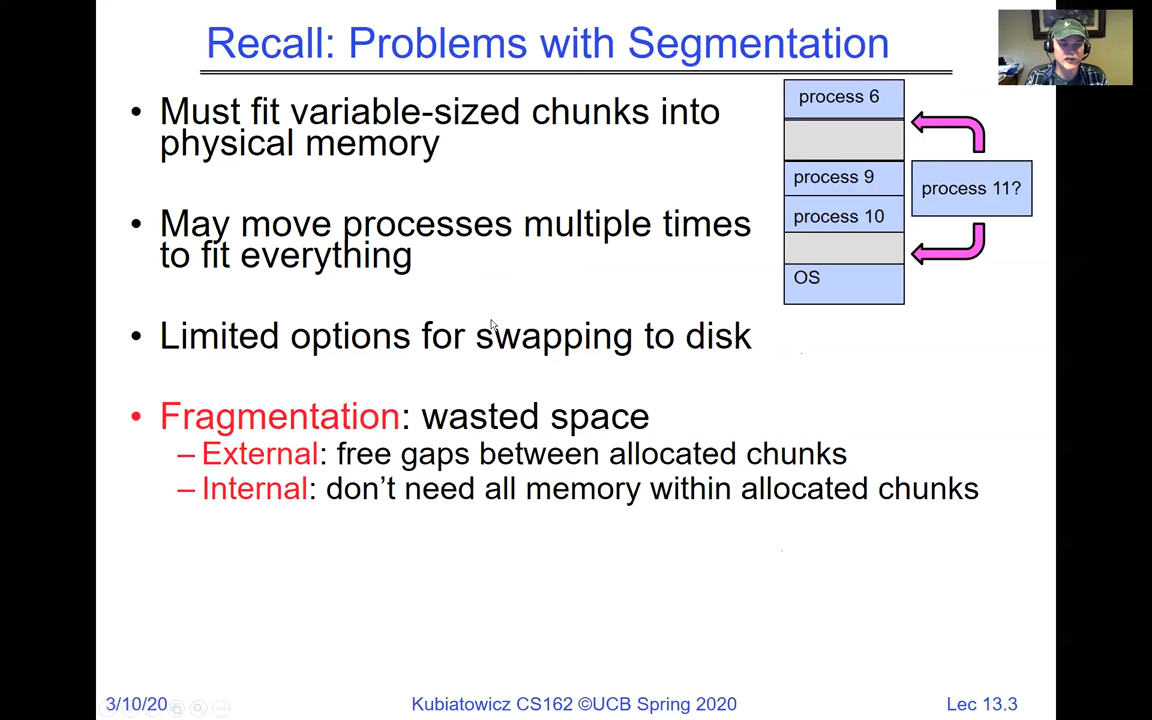 Recall: Problems with Segmentation
• Must fit variable-sized chunks into
physical memory
• May move processes multiple times
to fit everything
• Limited options for swapping to disk
• Fragmentation: wasted space
– External: free gaps between allocated chunks
– Internal: don’t need all memory within allocated chunks
process 6
process 9
process 10
OS
process 11?
3/10/20
Kubiatowicz CS162 ©UCB Spring 2020
Lec 13.3